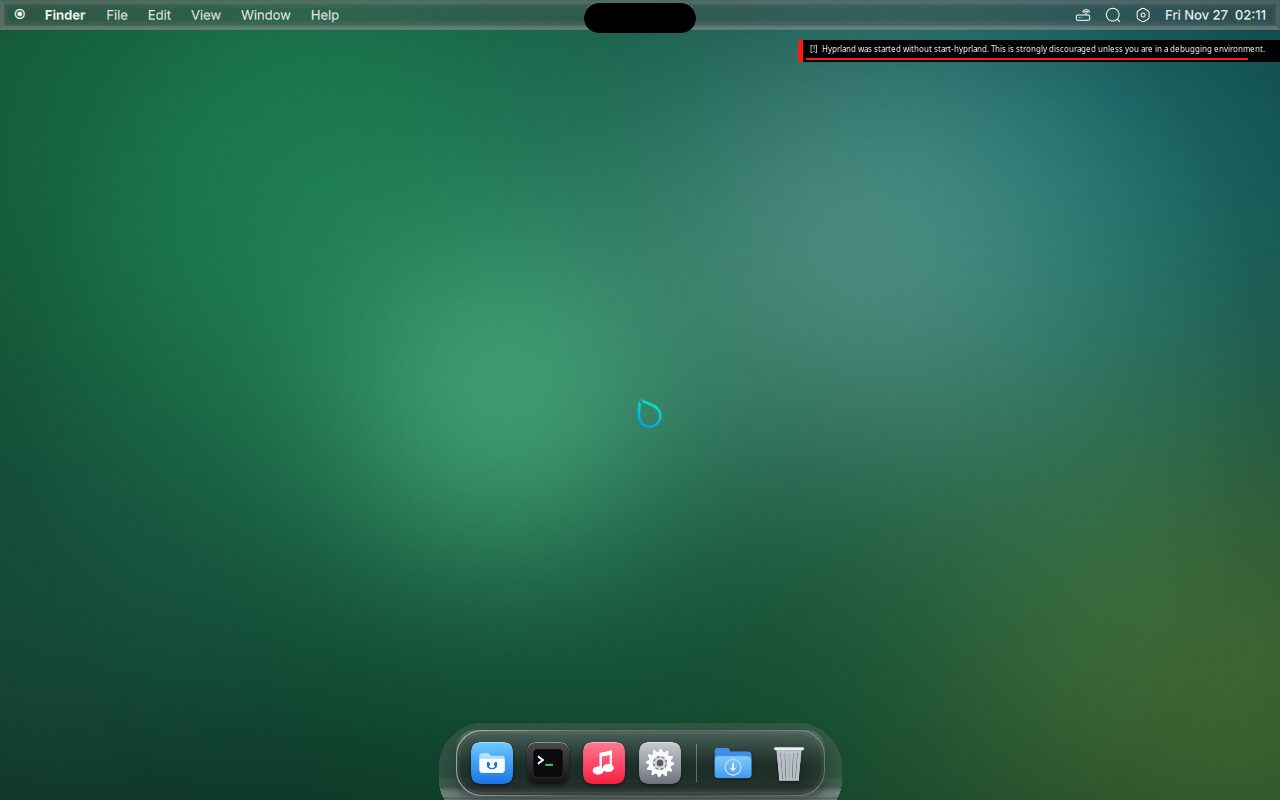 Finder File Edit View Window Help Fri Nov 27 02:11
[!] Hyprland was started without start-hyprland. This is strongly discouraged unless you are in a debugging environment.